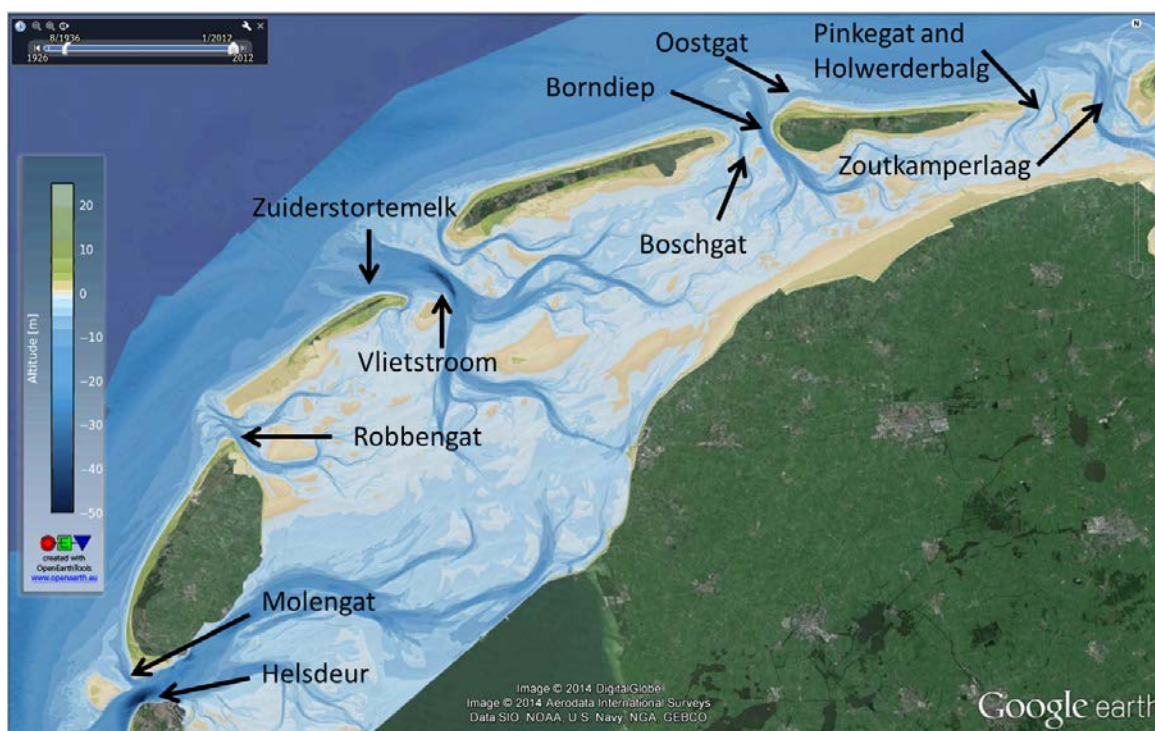 8/1936 1/2012
1926 2012
Oostgat
Pinkegat and
Holwerderbalg
Borndiep
Zoutkamperlaag
Boschgat
Zuiderstortemelk
Vlietstroom
Robbengat
Molengat
Helsdeur
Altitude [m]
20
10
0
−10
−20
−30
−40
−50
created with
OpenEarthTools
www.openearth.eu
N
Image © 2014 DigitalGlobe
Image © 2014 Aerodata International Surveys
Data SIO, NOAA, U.S. Navy, NGA, GEBCO
Google earth